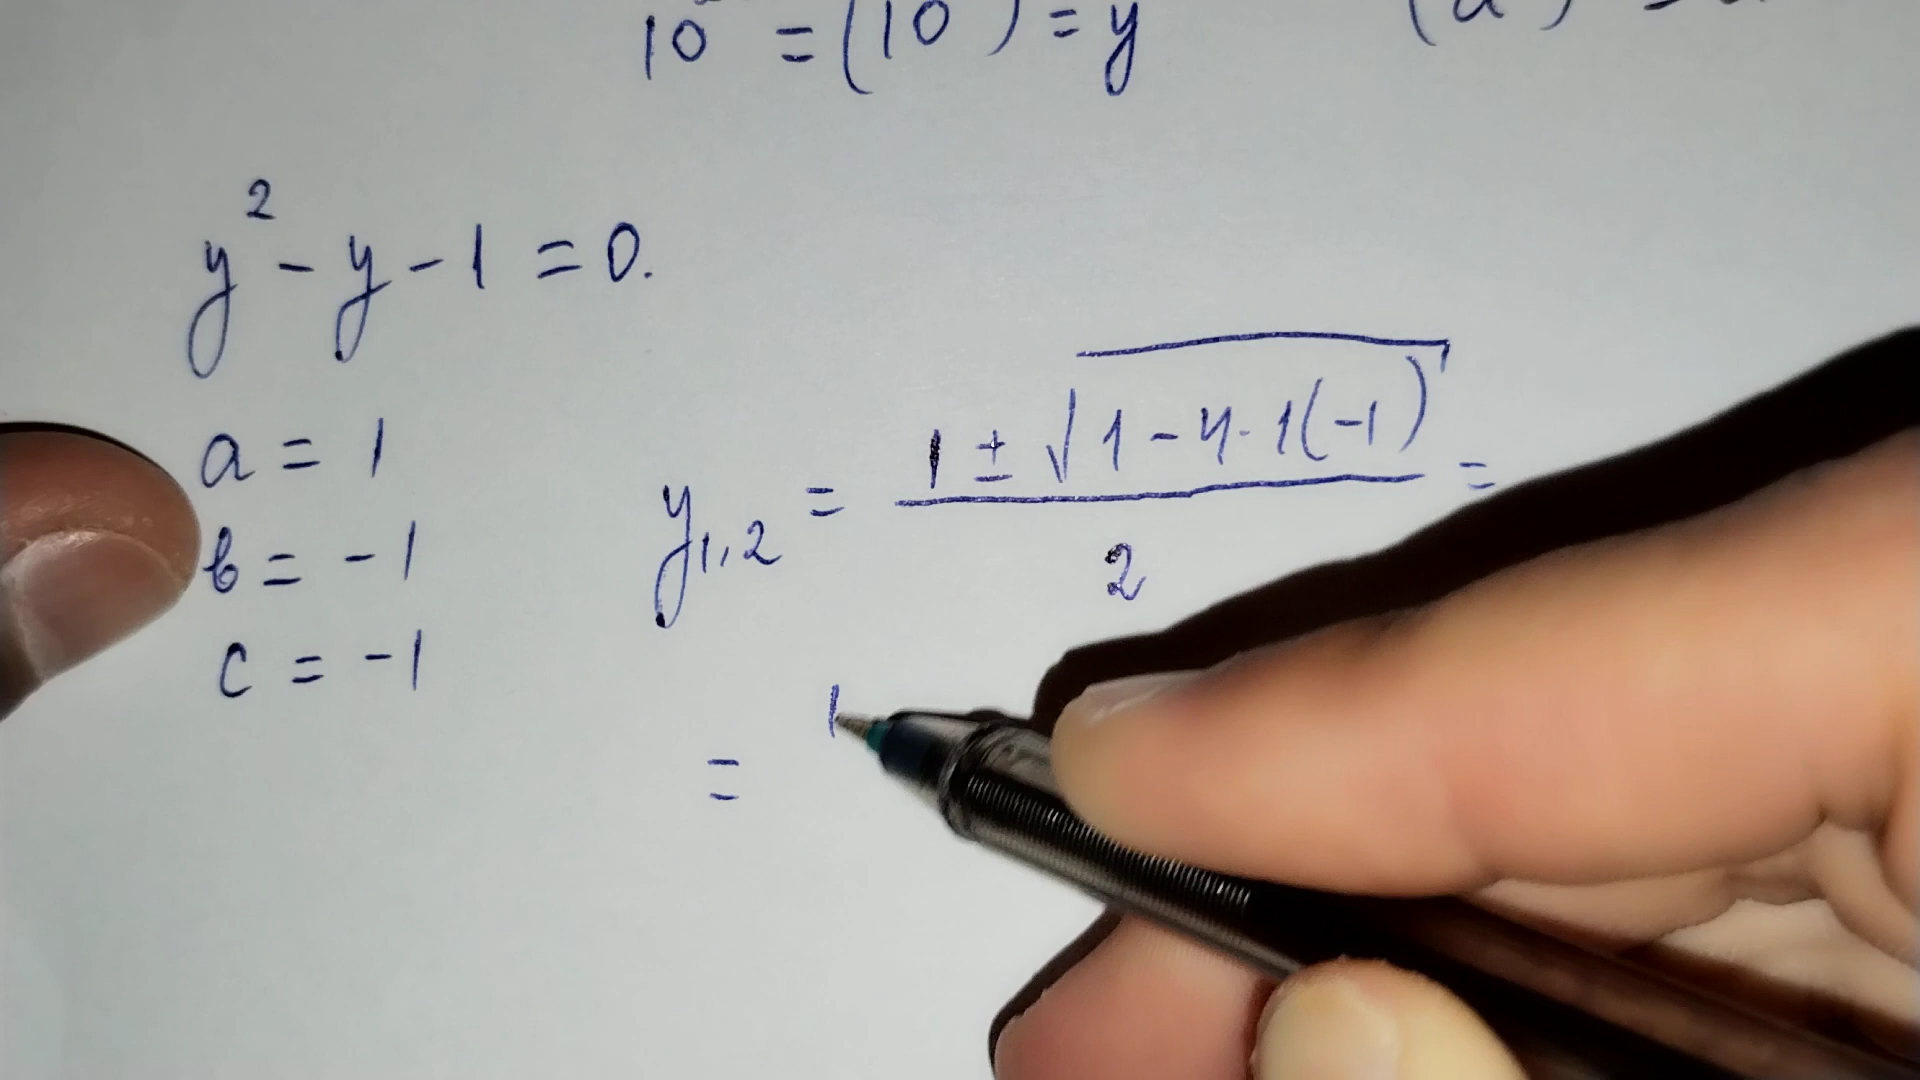 10 = (10 ) = y
y² - y - 1 = 0.
a = 1
b = -1
c = -1
y₁,₂ = (1 ± √(1 - 4 · 1(-1))) / 2 =
= 1